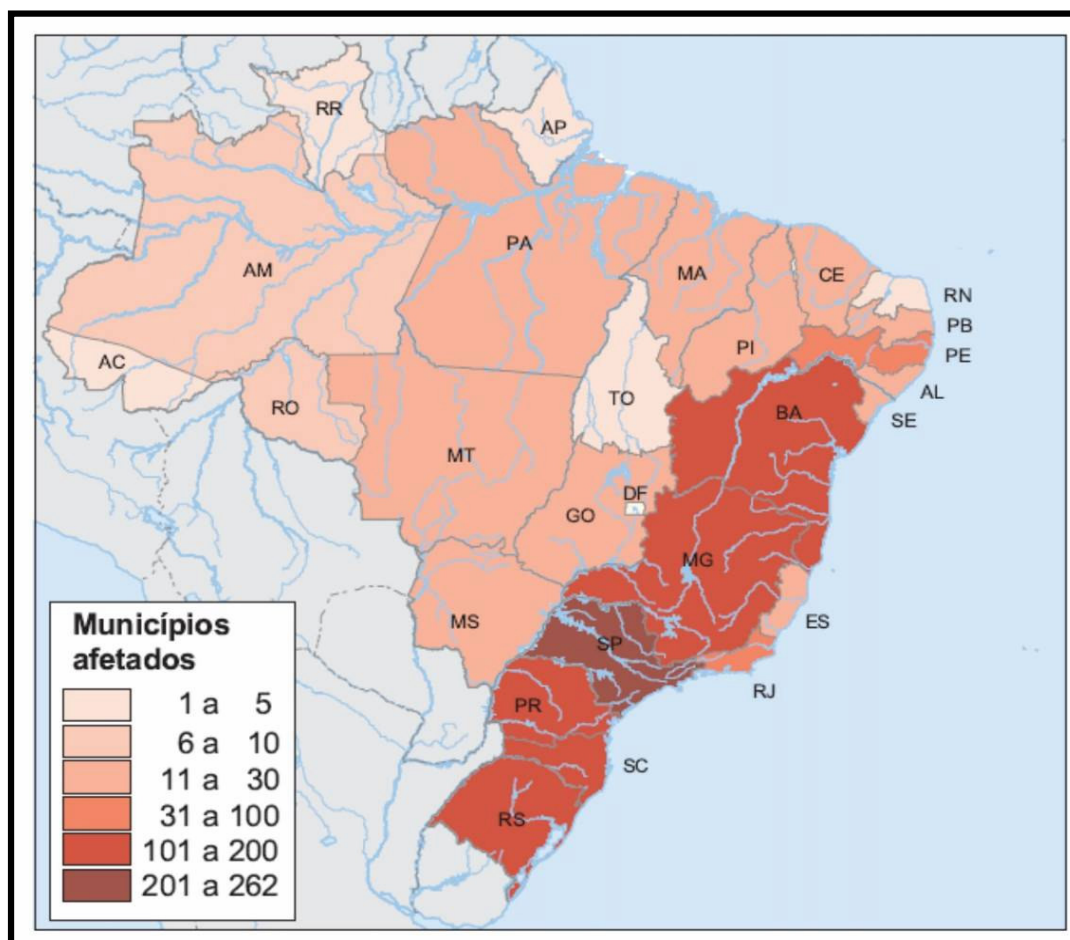 RR
AP
AM
PA
MA
CE
RN
PB
PI
PE
AC
AL
TO
RO
BA
SE
MT
DF
GO
MG
MS
ES
SP
RJ
PR
SC
RS
Municípios
afetados
1 a 5
6 a 10
11 a 30
31 a 100
101 a 200
201 a 262